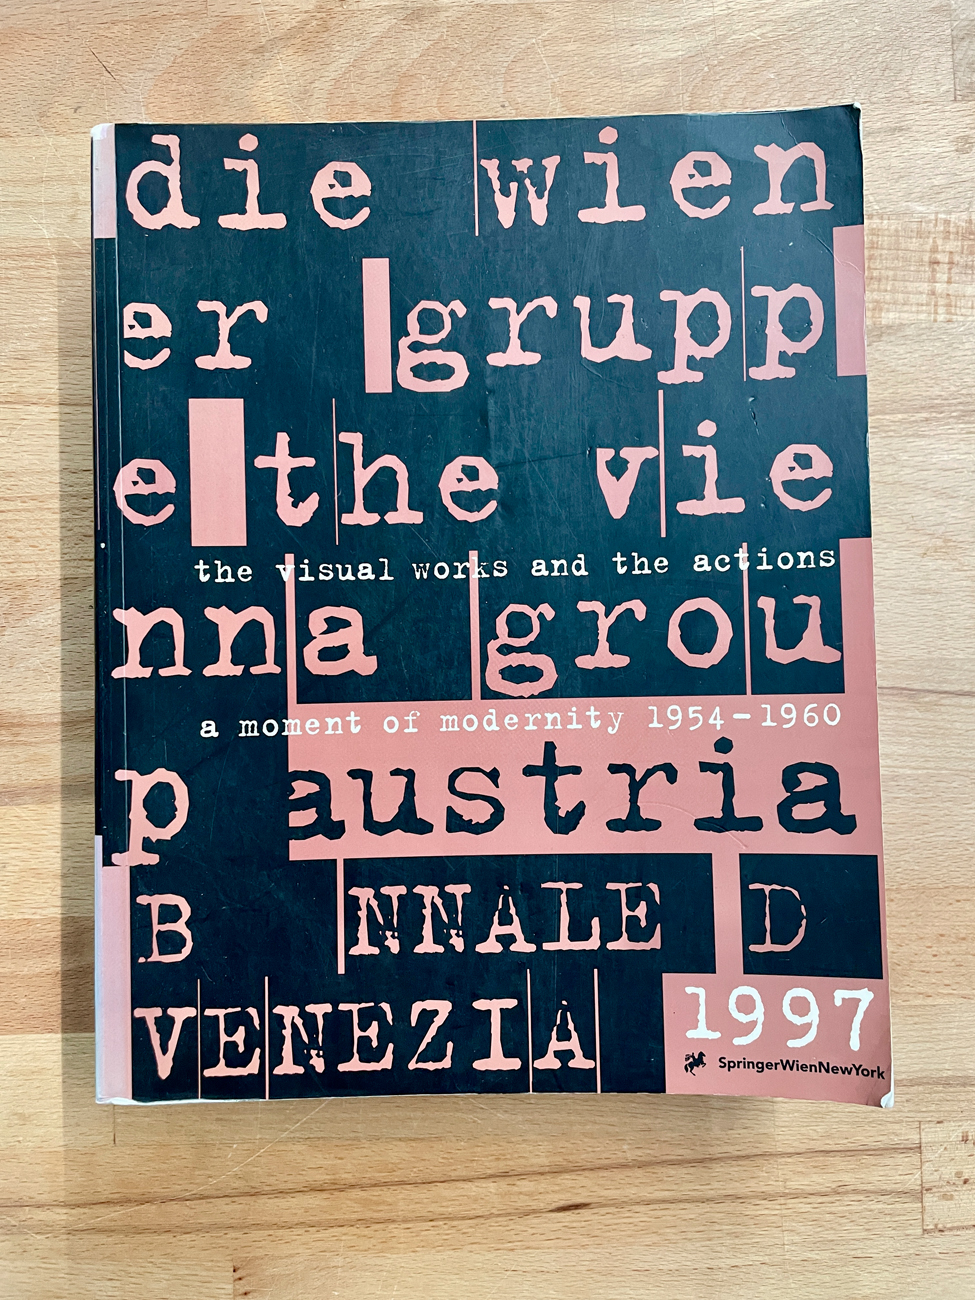 die wien
er grupp
e the vie
the visual works and the actions
nna grou
a moment of modernity 1954-1960
p austria
B NNALE D
VENEZIA 1997
SpringerWienNewYork